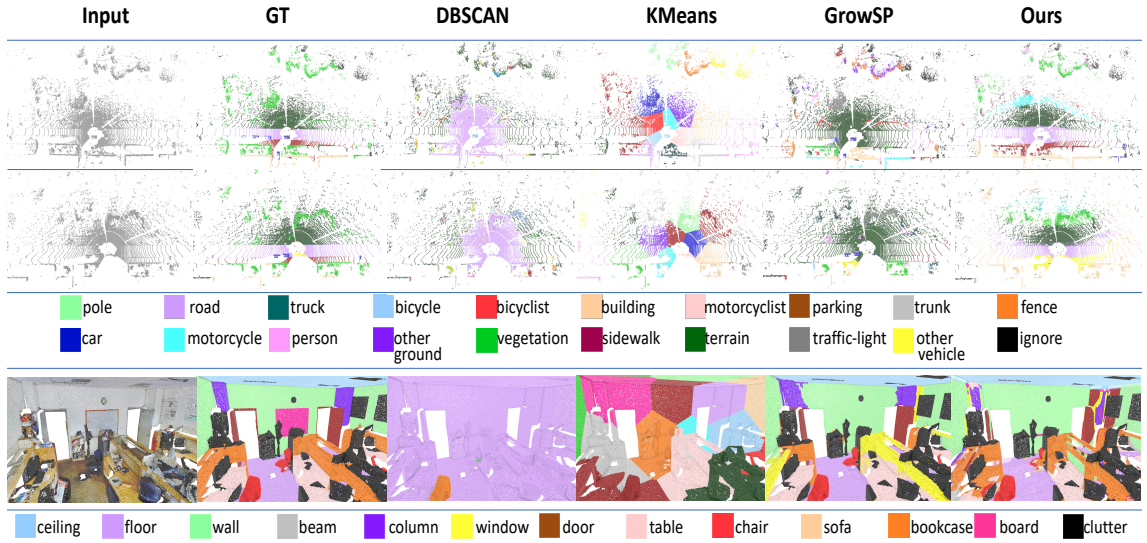 Input GT DBSCAN KMeans GrowSP Ours
pole road truck bicycle bicyclist building motorcyclist parking trunk fence
car motorcycle person other ground vegetation sidewalk terrain traffic-light other vehicle ignore
ceiling floor wall beam column window door table chair sofa bookcase board clutter